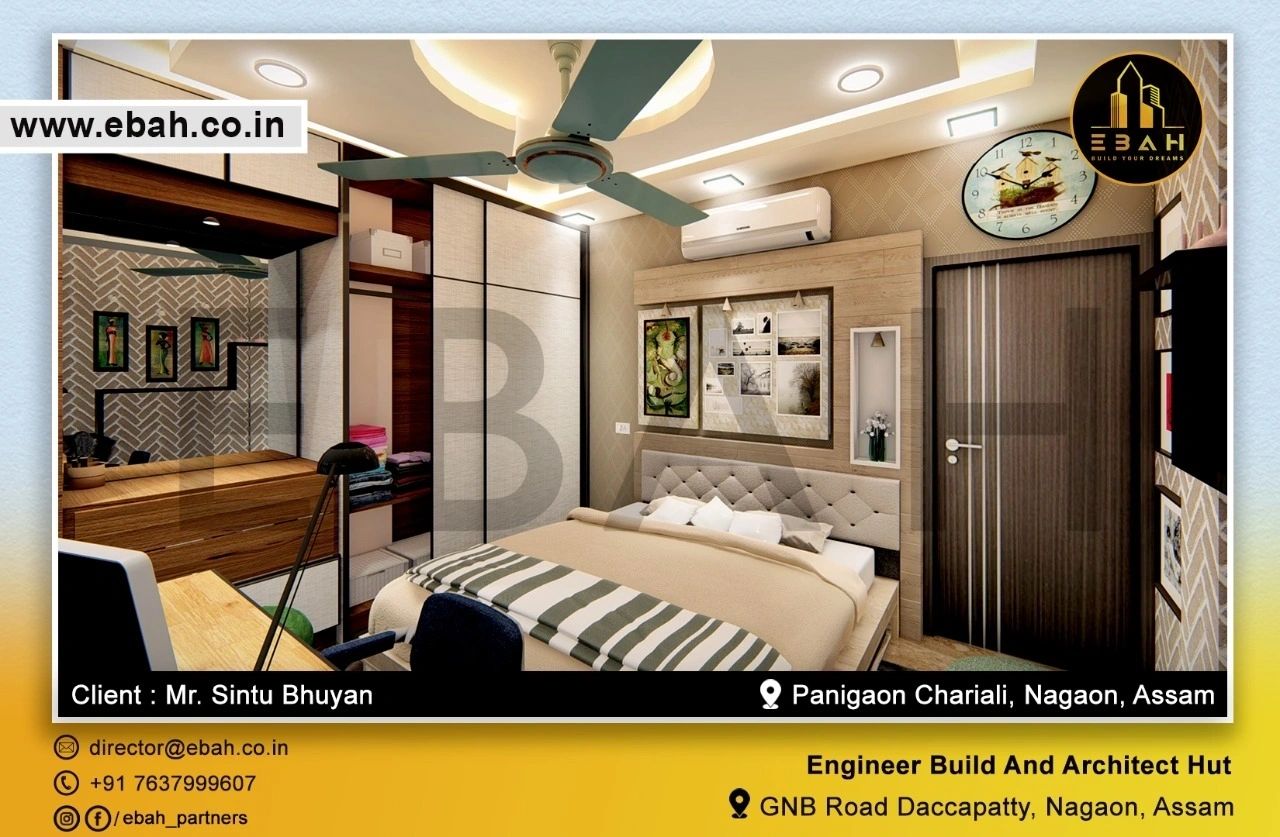 www.ebah.co.in
EBAH
BUILD YOUR DREAMS
EBAH
Client : Mr. Sintu Bhuyan
Panigaon Chariali, Nagaon, Assam
director@ebah.co.in
+91 7637999607
/ebah_partners
Engineer Build And Architect Hut
GNB Road Daccapatty, Nagaon, Assam